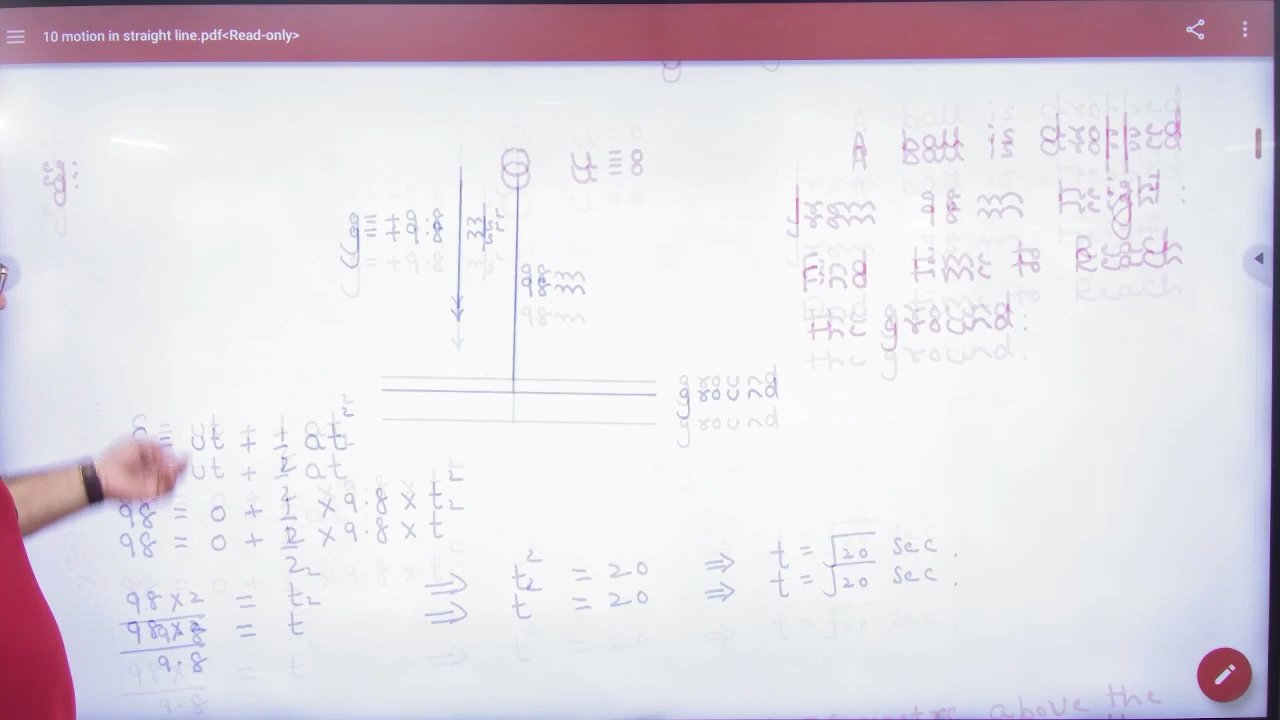 10 motion in straight line.pdf<Read-only>
A ball is dropped
from 98 m height.
Find time to Reach
the ground.
u = 0
g = +9.8 m/s²
98 m
ground
s = ut + 1/2 at²
98 = 0 + 1/2 × 9.8 × t²
98×2/9.8 = t² ⇒ t² = 20 ⇒ t = √20 sec.
above the